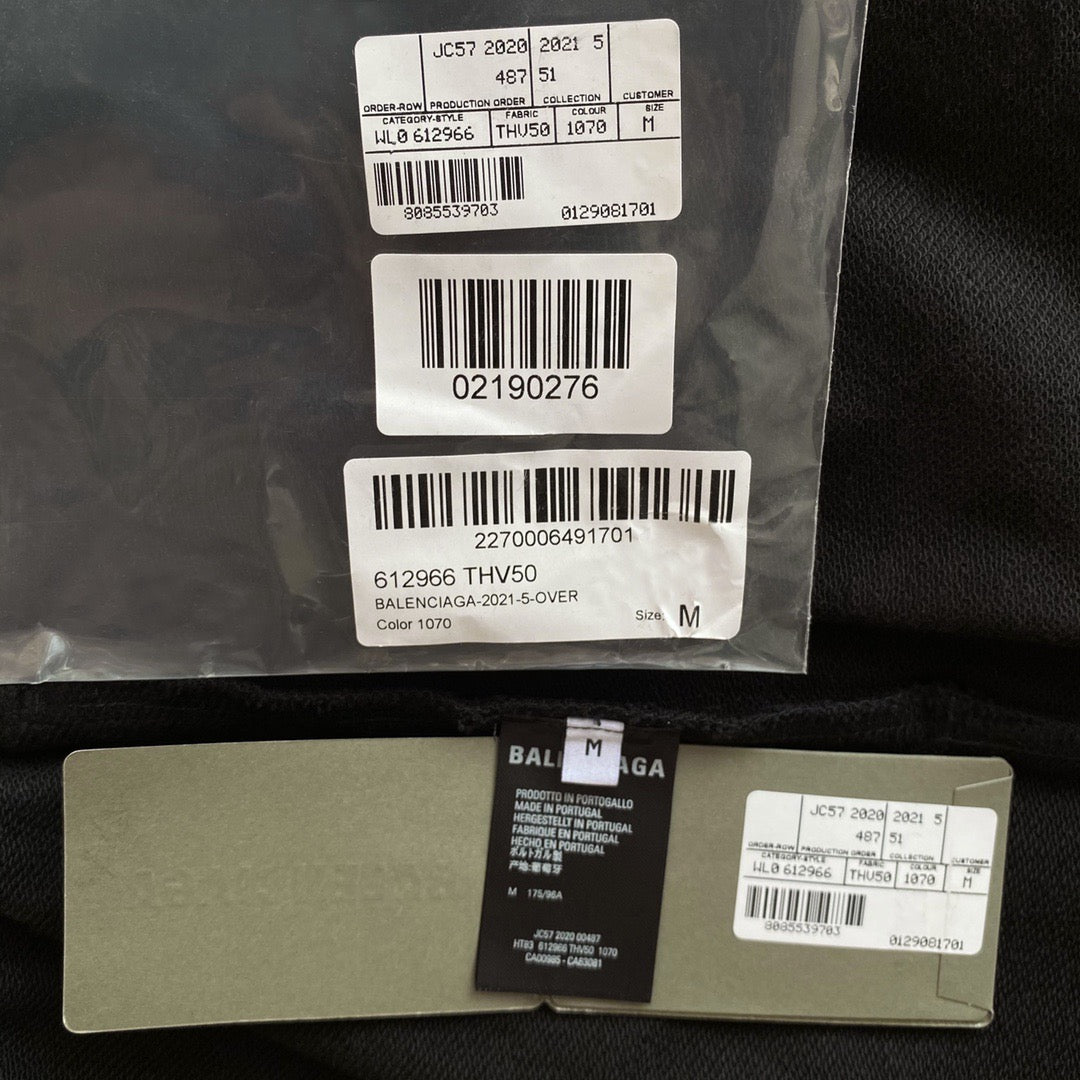 JC57 2020 2021 5
487 51
ORDER-ROW PRODUCTION ORDER COLLECTION CUSTOMER
CATEGORY-STYLE FABRIC COLOUR SIZE
WL0 612966 THV50 1070 M
8085539703 0129081701
02190276
2270006491701
612966 THV50
BALENCIAGA-2021-5-OVER
Color 1070 Size: M
M
BAL AGA
PRODOTTO IN PORTOGALLO
MADE IN PORTUGAL
HERGESTELLT IN PORTUGAL
FABRIQUE EN PORTUGAL
HECHO EN PORTUGAL
ポルトガル製
产地:葡萄牙
M 175/96A
JC57 2020 00487
HT83 612966 THV50 1070
CA00985 - CA63081
JC57 2020 2021 5
487 51
ORDER-ROW PRODUCTION ORDER COLLECTION CUSTOMER
CATEGORY-STYLE FABRIC COLOUR SIZE
WL0 612966 THV50 1070 M
8085539703 0129081701